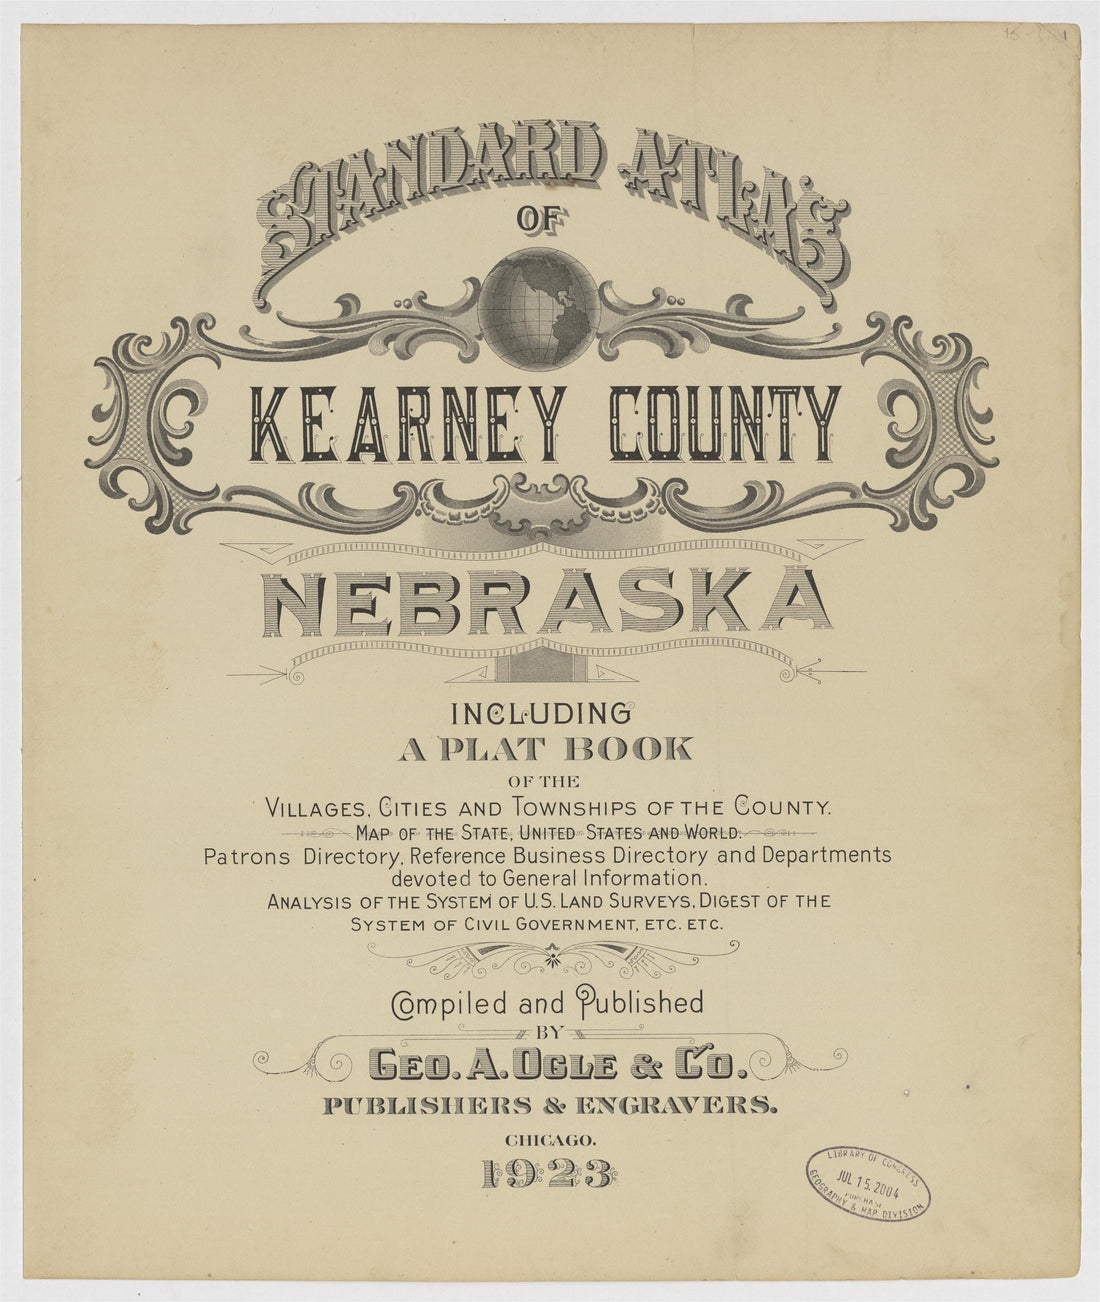 STANDARD ATLAS
OF
KEARNEY COUNTY
NEBRASKA
INCLUDING
A PLAT BOOK
OF THE
VILLAGES, CITIES AND TOWNSHIPS OF THE COUNTY.
MAP OF THE STATE, UNITED STATES AND WORLD.
Patrons Directory, Reference Business Directory and Departments
devoted to General Information.
ANALYSIS OF THE SYSTEM OF U.S. LAND SURVEYS, DIGEST OF THE
SYSTEM OF CIVIL GOVERNMENT, ETC. ETC.
Compiled and Published
BY
GEO. A. OGLE & CO.
PUBLISHERS & ENGRAVERS.
CHICAGO.
1923
LIBRARY OF CONGRESS
JUL 15, 2004
GEOGRAPHY & MAP DIVISION